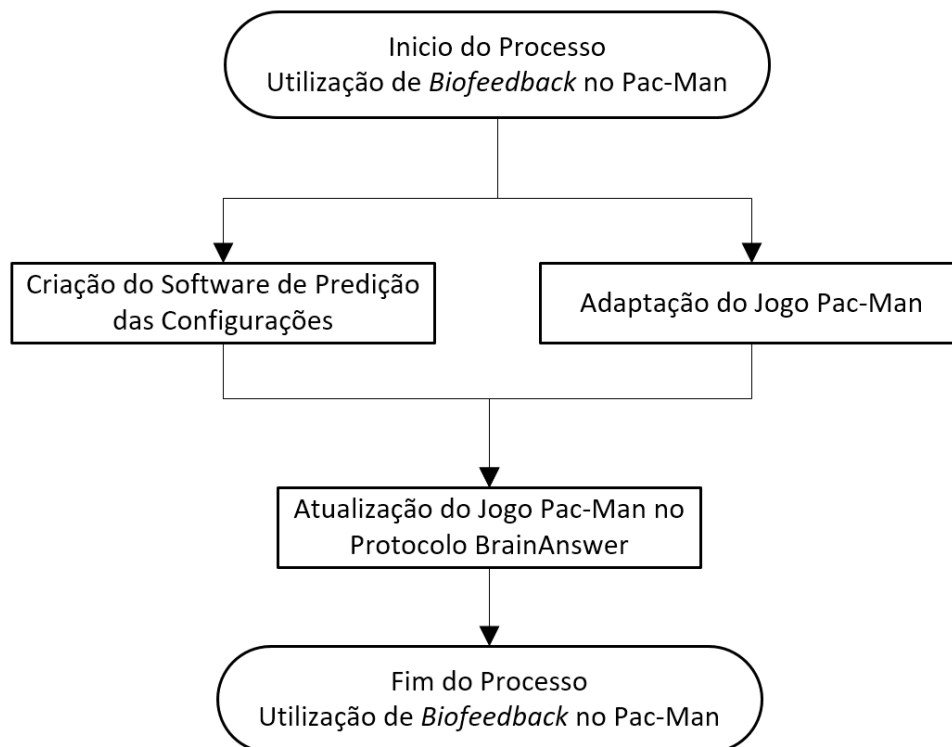 Inicio do Processo
Utilização de Biofeedback no Pac-Man
Criação do Software de Predição
das Configurações
Adaptação do Jogo Pac-Man
Atualização do Jogo Pac-Man no
Protocolo BrainAnswer
Fim do Processo
Utilização de Biofeedback no Pac-Man